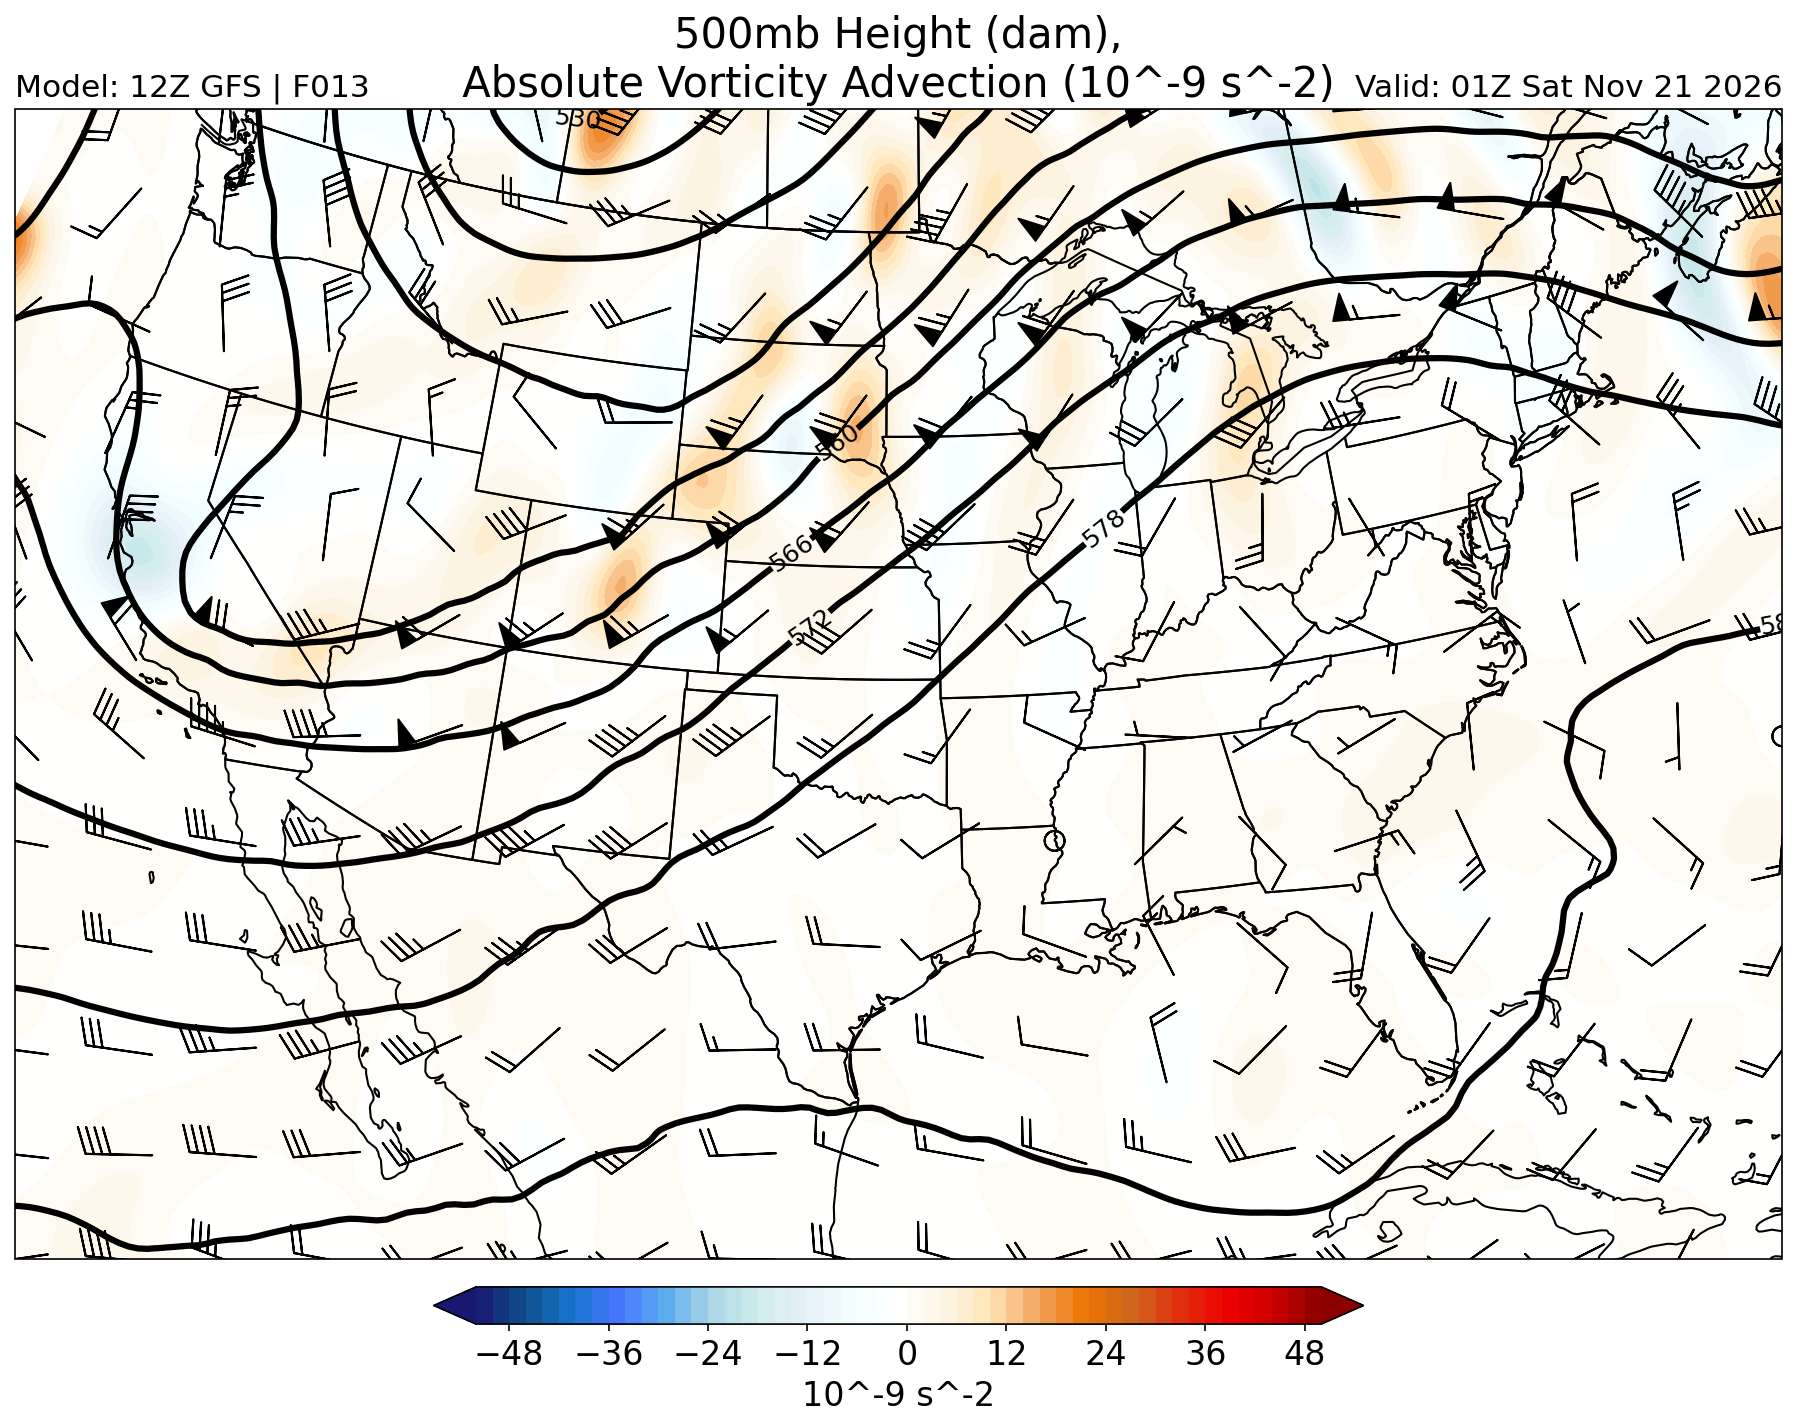 500mb Height (dam),
Model: 12Z GFS | F013
Absolute Vorticity Advection (10^-9 s^-2)
Valid: 01Z Sat Nov 21 2026
530
560
566
572
578
−48 −36 −24 −12 0 12 24 36 48
10^-9 s^-2